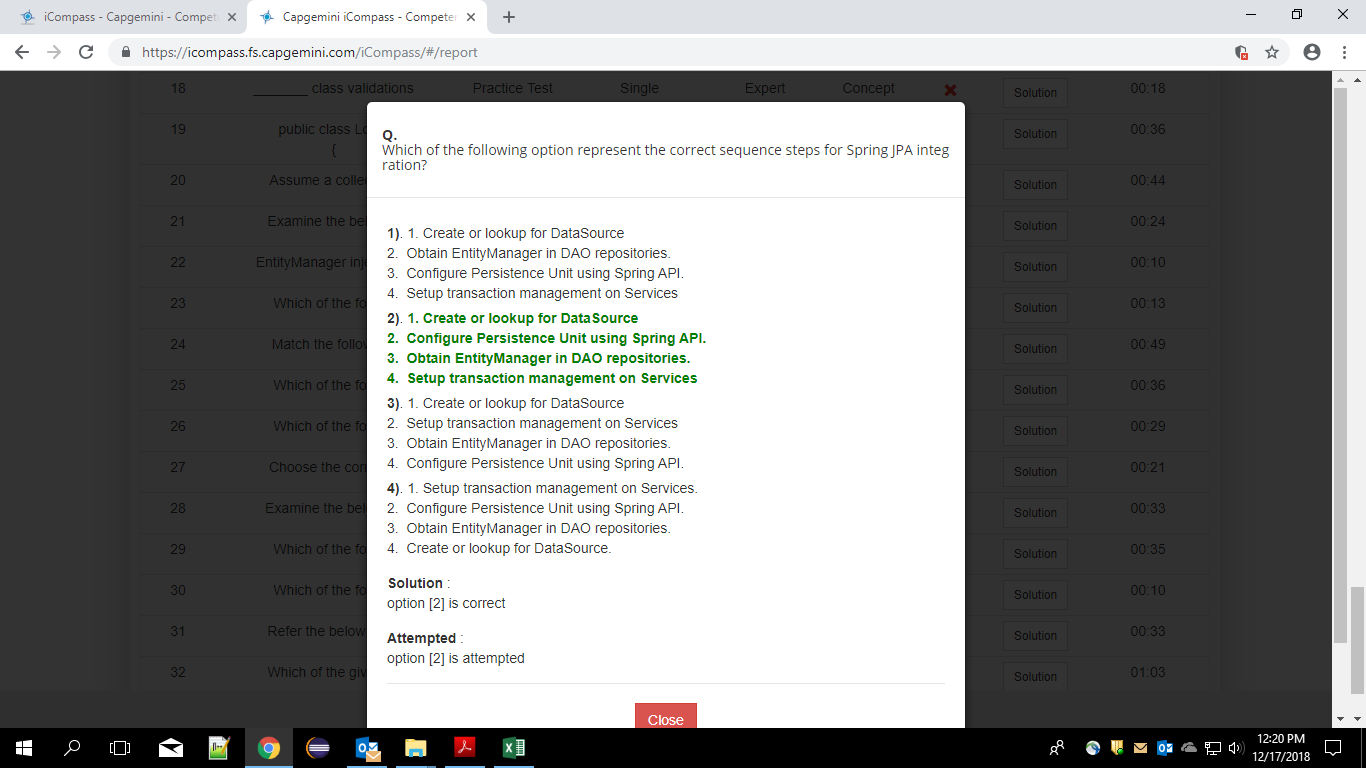 iCompass - Capgemini - Compet
Capgemini iCompass - Competen
https://icompass.fs.capgemini.com/iCompass/#/report
18 ________ class validations Practice Test Single Expert Concept Solution 00:18
19 public class Lo Solution 00:36
{
20 Assume a colle Solution 00:44
21 Examine the bel Solution 00:24
22 EntityManager inje Solution 00:10
23 Which of the fo Solution 00:13
24 Match the follow Solution 00:49
25 Which of the fo Solution 00:36
26 Which of the fo Solution 00:29
27 Choose the corr Solution 00:21
28 Examine the bel Solution 00:33
29 Which of the fo Solution 00:35
30 Which of the fo Solution 00:10
31 Refer the below Solution 00:33
32 Which of the giv Solution 01:03
Q.
Which of the following option represent the correct sequence steps for Spring JPA integ
ration?
1). 1. Create or lookup for DataSource
2. Obtain EntityManager in DAO repositories.
3. Configure Persistence Unit using Spring API.
4. Setup transaction management on Services
2). 1. Create or lookup for DataSource
2. Configure Persistence Unit using Spring API.
3. Obtain EntityManager in DAO repositories.
4. Setup transaction management on Services
3). 1. Create or lookup for DataSource
2. Setup transaction management on Services
3. Obtain EntityManager in DAO repositories.
4. Configure Persistence Unit using Spring API.
4). 1. Setup transaction management on Services.
2. Configure Persistence Unit using Spring API.
3. Obtain EntityManager in DAO repositories.
4. Create or lookup for DataSource.
Solution :
option [2] is correct
Attempted :
option [2] is attempted
Close
12:20 PM
12/17/2018